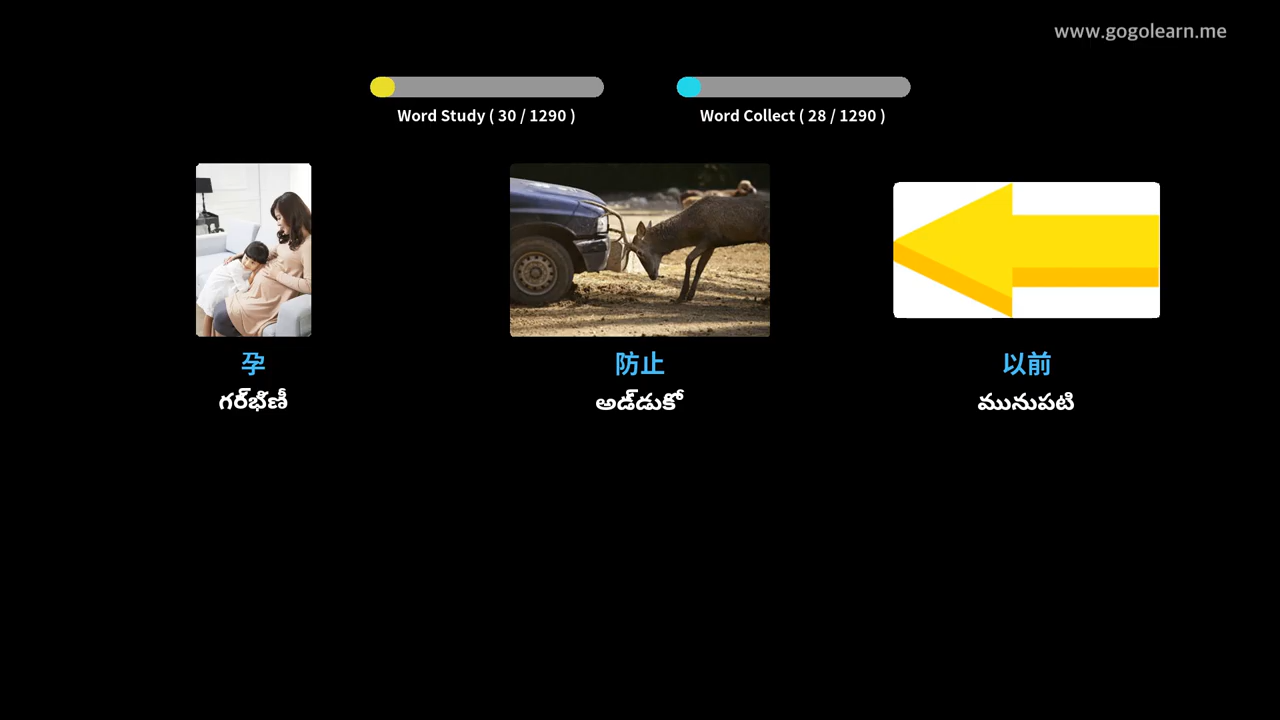 www.gogolearn.me
Word Study ( 30 / 1290 )
Word Collect ( 28 / 1290 )
孕
防止
以前
గర్‌భిణీ
అడ్‌డుకో
మునుపటి